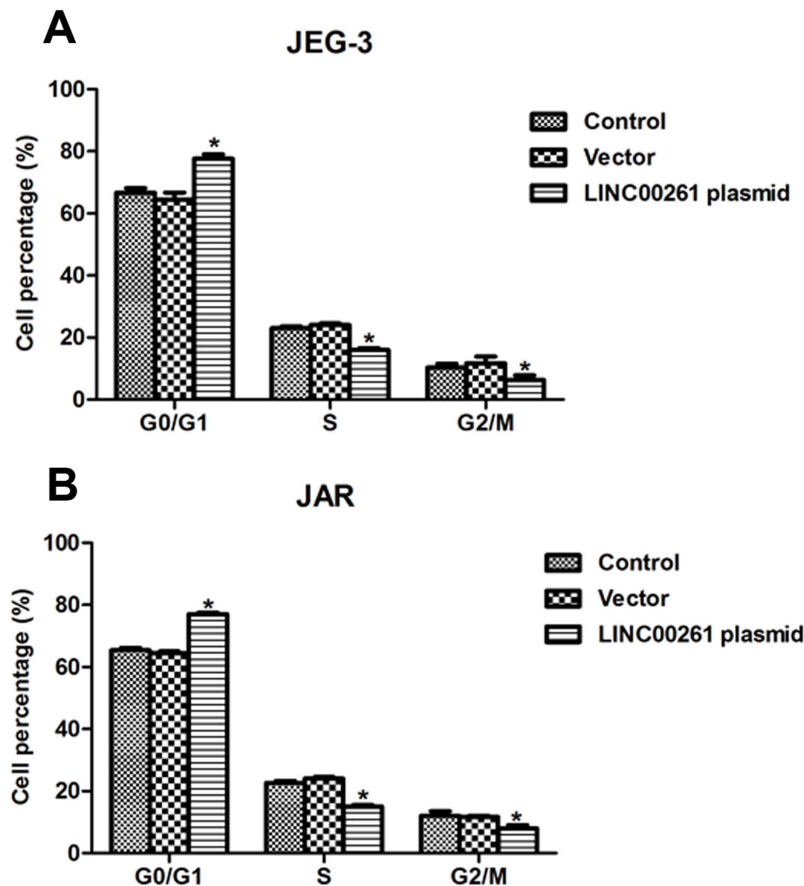 A
JEG-3
Cell percentage (%)
100
80
60
40
20
0
*
*
*
G0/G1
S
G2/M
Control
Vector
LINC00261 plasmid
B
JAR
Cell percentage (%)
100
80
60
40
20
0
*
*
*
G0/G1
S
G2/M
Control
Vector
LINC00261 plasmid